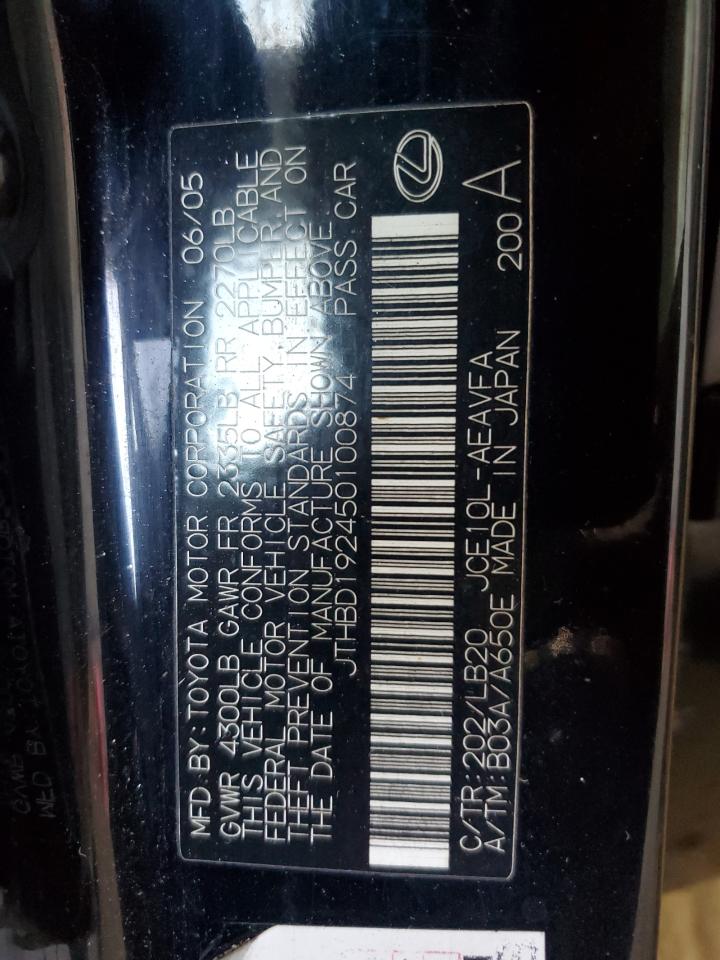 MFD BY: TOYOTA MOTOR CORPORATION 06/05
GVWR 4300LB GAWR FR 2335LB RR 2270LB
THIS VEHICLE CONFORMS TO ALL APPLICABLE
FEDERAL MOTOR VEHICLE SAFETY, BUMPER, AND
THEFT PREVENTION STANDARDS IN EFFECT ON
THE DATE OF MANUFACTURE SHOWN ABOVE.
JTHBD192450100874 PASS.CAR
C/TR: 202/LB20 JCE10L-AEAVFA
A/TM: B03A/A650E MADE IN JAPAN 200 A